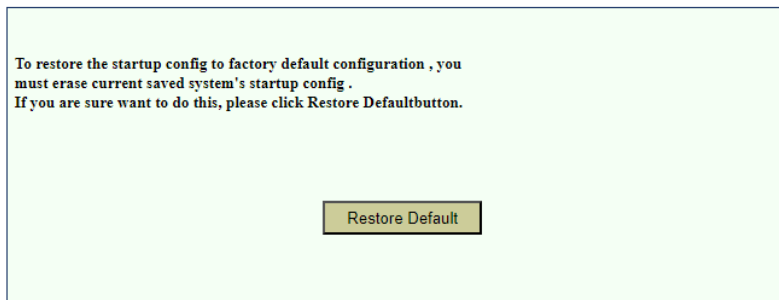 To restore the startup config to factory default configuration , you
must erase current saved system's startup config .
If you are sure want to do this, please click Restore Defaultbutton.
Restore Default